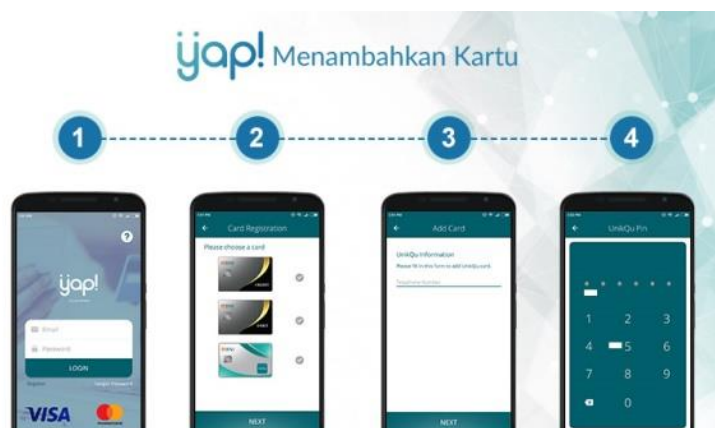 yap! Menambahkan Kartu
1
2
3
4
yap!
Email
Password
LOGIN
Register
Forgot Password
VISA
Card Registration
Please choose a card
NEXT
Add Card
UnikQu Information
Please fill in this form to add UnikQu card.
Telephone Number
NEXT
UnikQu Pin
1 2 3
4 5 6
7 8 9
0